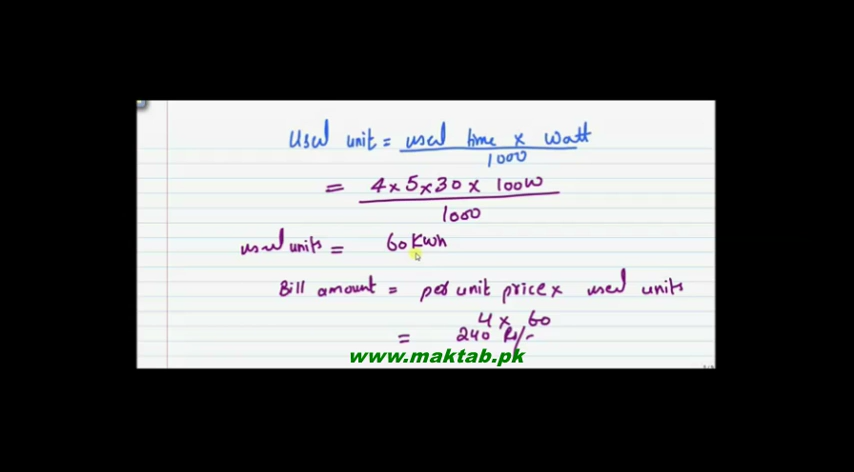 Used unit = used time x watt
1000
= 4 x 5 x 30 x 100W
1000
used units = 60 Kwh
Bill amount = per unit price x used units
4 x 60
= 240 Rs/-
www.maktab.pk